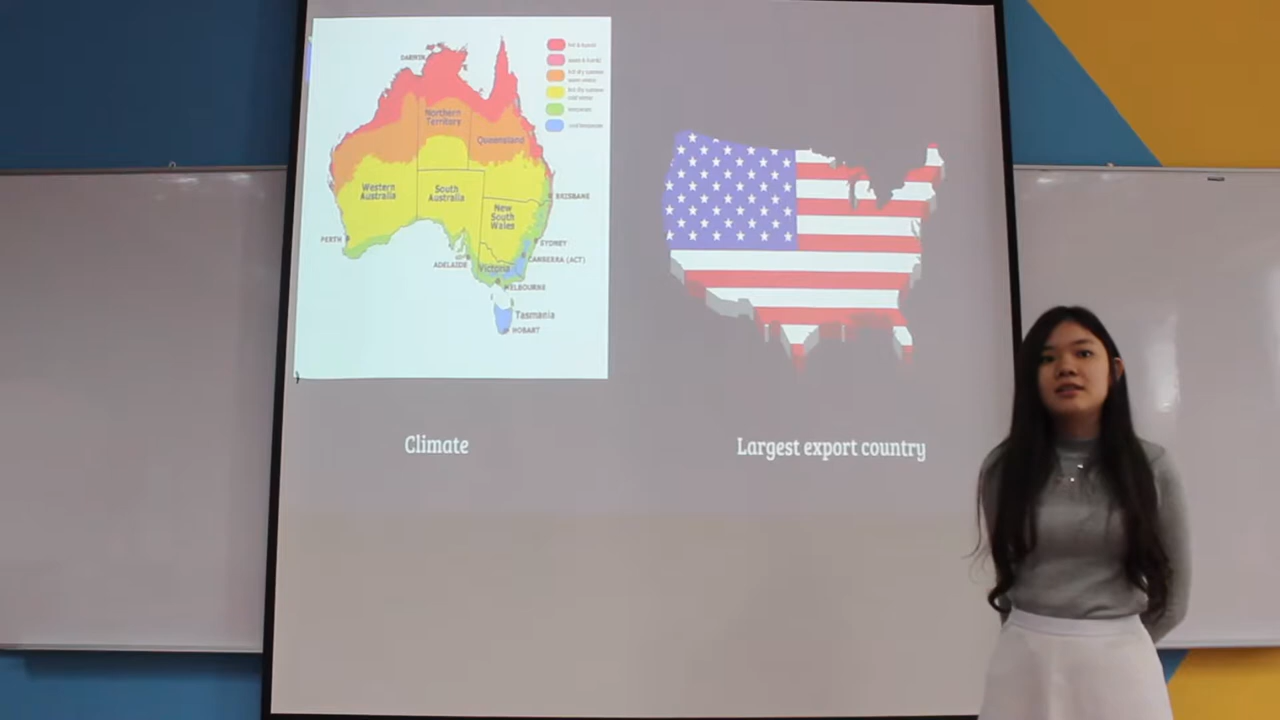 DARWIN
Northern
Territory
Queensland
Western
Australia
South
Australia
New
South
Wales
BRISBANE
PERTH
SYDNEY
ADELAIDE
CANBERRA (ACT)
Victoria
MELBOURNE
Tasmania
HOBART
Climate
Largest export country